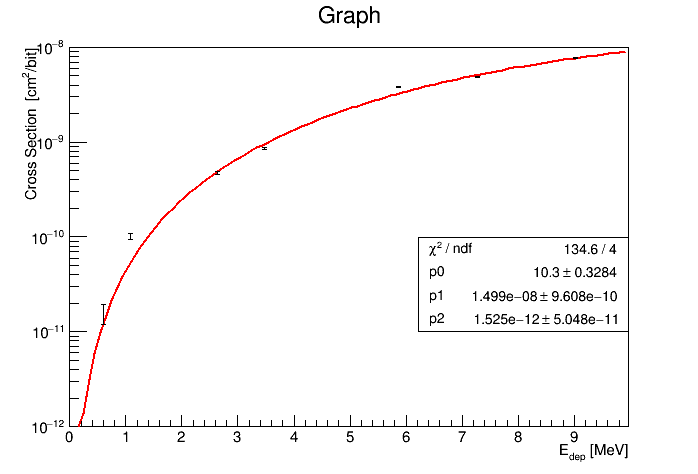 Graph
Cross Section [cm²/bit]
10⁻⁸
10⁻⁹
10⁻¹⁰
10⁻¹¹
10⁻¹²
χ² / ndf 134.6 / 4
p0 10.3 ± 0.3284
p1 1.499e−08 ± 9.608e−10
p2 1.525e−12 ± 5.048e−11
0 1 2 3 4 5 6 7 8 9
E_dep [MeV]